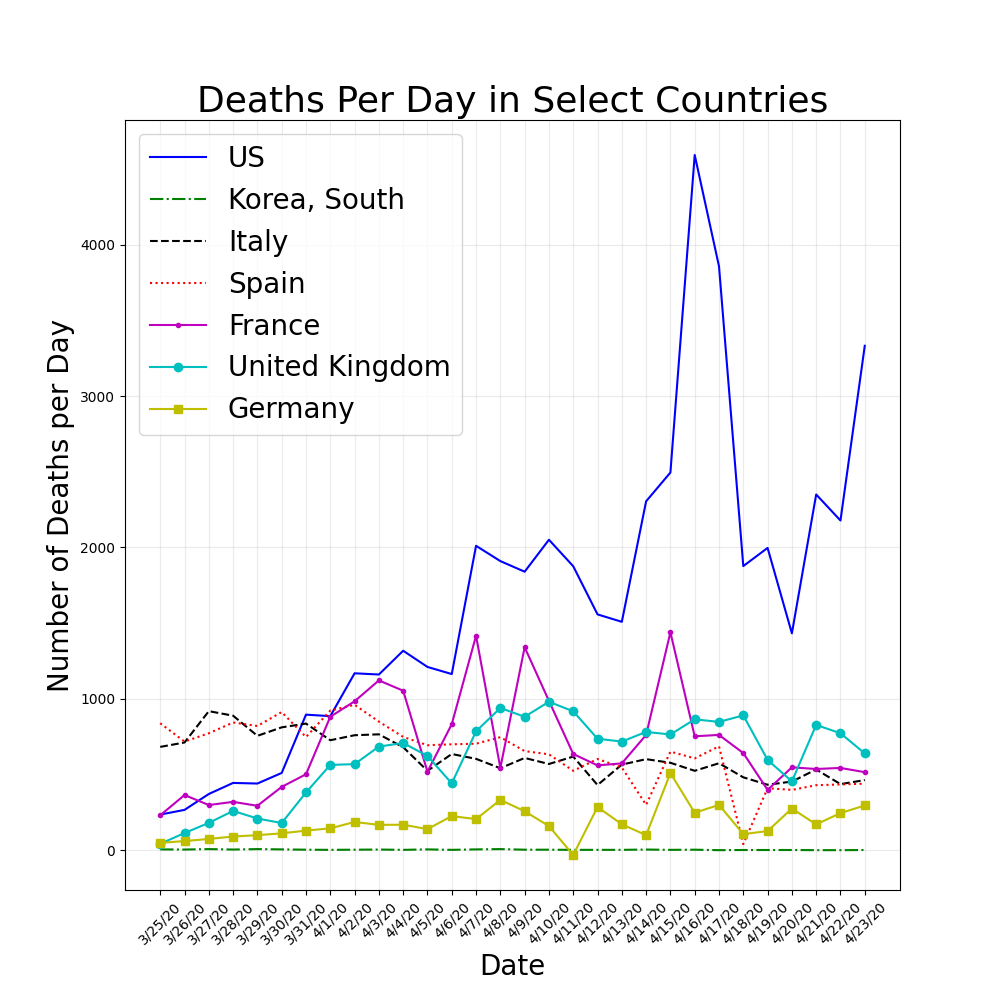 Deaths Per Day in Select Countries
US
Korea, South
Italy
Spain
France
United Kingdom
Germany
Number of Deaths per Day
4000
3000
2000
1000
0
3/25/20 3/26/20 3/27/20 3/28/20 3/29/20 3/30/20 3/31/20 4/1/20 4/2/20 4/3/20 4/4/20 4/5/20 4/6/20 4/7/20 4/8/20 4/9/20 4/10/20 4/11/20 4/12/20 4/13/20 4/14/20 4/15/20 4/16/20 4/17/20 4/18/20 4/19/20 4/20/20 4/21/20 4/22/20 4/23/20
Date